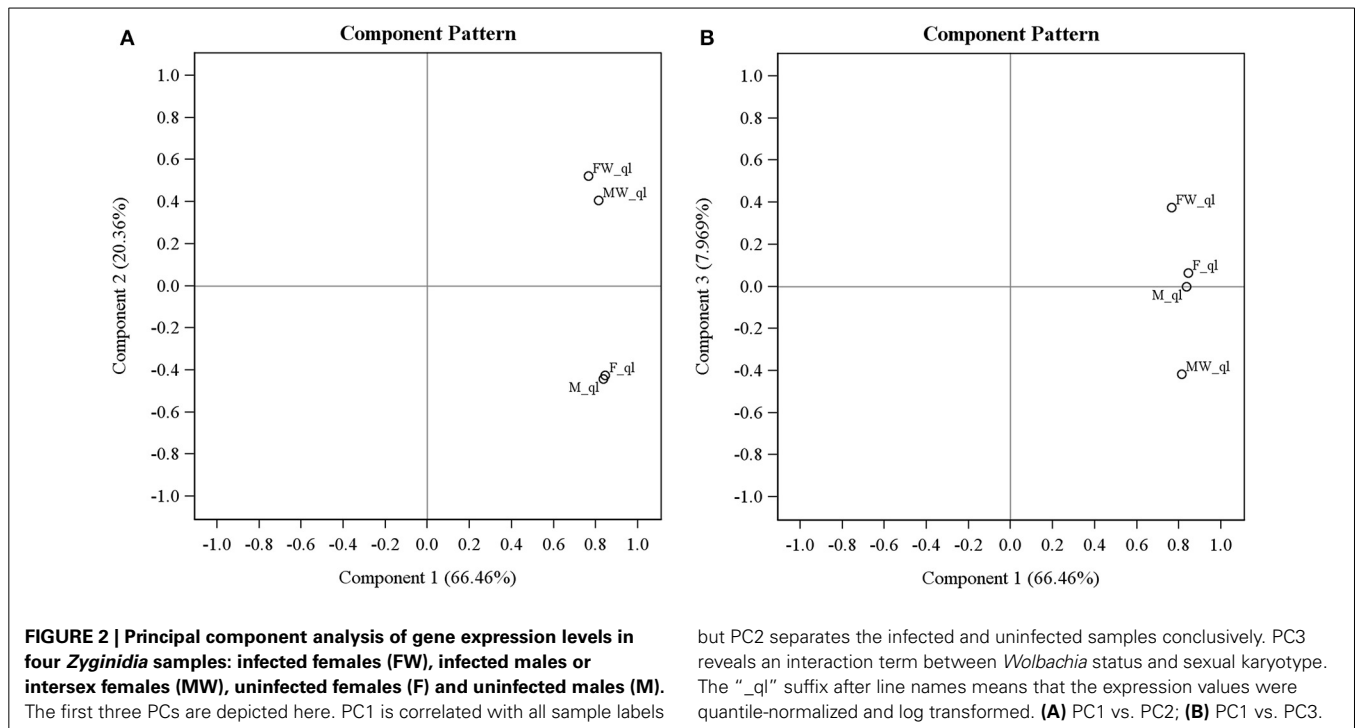 A
Component Pattern
1.0
0.8
0.6
0.4
0.2
0.0
-0.2
-0.4
-0.6
-0.8
-1.0
Component 2 (20.36%)
FW_ql
MW_ql
F_ql
M_ql
-1.0 -0.8 -0.6 -0.4 -0.2 0.0 0.2 0.4 0.6 0.8 1.0
Component 1 (66.46%)
B
Component Pattern
1.0
0.8
0.6
0.4
0.2
0.0
-0.2
-0.4
-0.6
-0.8
-1.0
Component 3 (7.969%)
FW_ql
F_ql
M_ql
MW_ql
-1.0 -0.8 -0.6 -0.4 -0.2 0.0 0.2 0.4 0.6 0.8 1.0
Component 1 (66.46%)
FIGURE 2 | Principal component analysis of gene expression levels in
four Zyginidia samples: infected females (FW), infected males or
intersex females (MW), uninfected females (F) and uninfected males (M).
The first three PCs are depicted here. PC1 is correlated with all sample labels
but PC2 separates the infected and uninfected samples conclusively. PC3
reveals an interaction term between Wolbachia status and sexual karyotype.
The “_ql” suffix after line names means that the expression values were
quantile-normalized and log transformed. (A) PC1 vs. PC2; (B) PC1 vs. PC3.